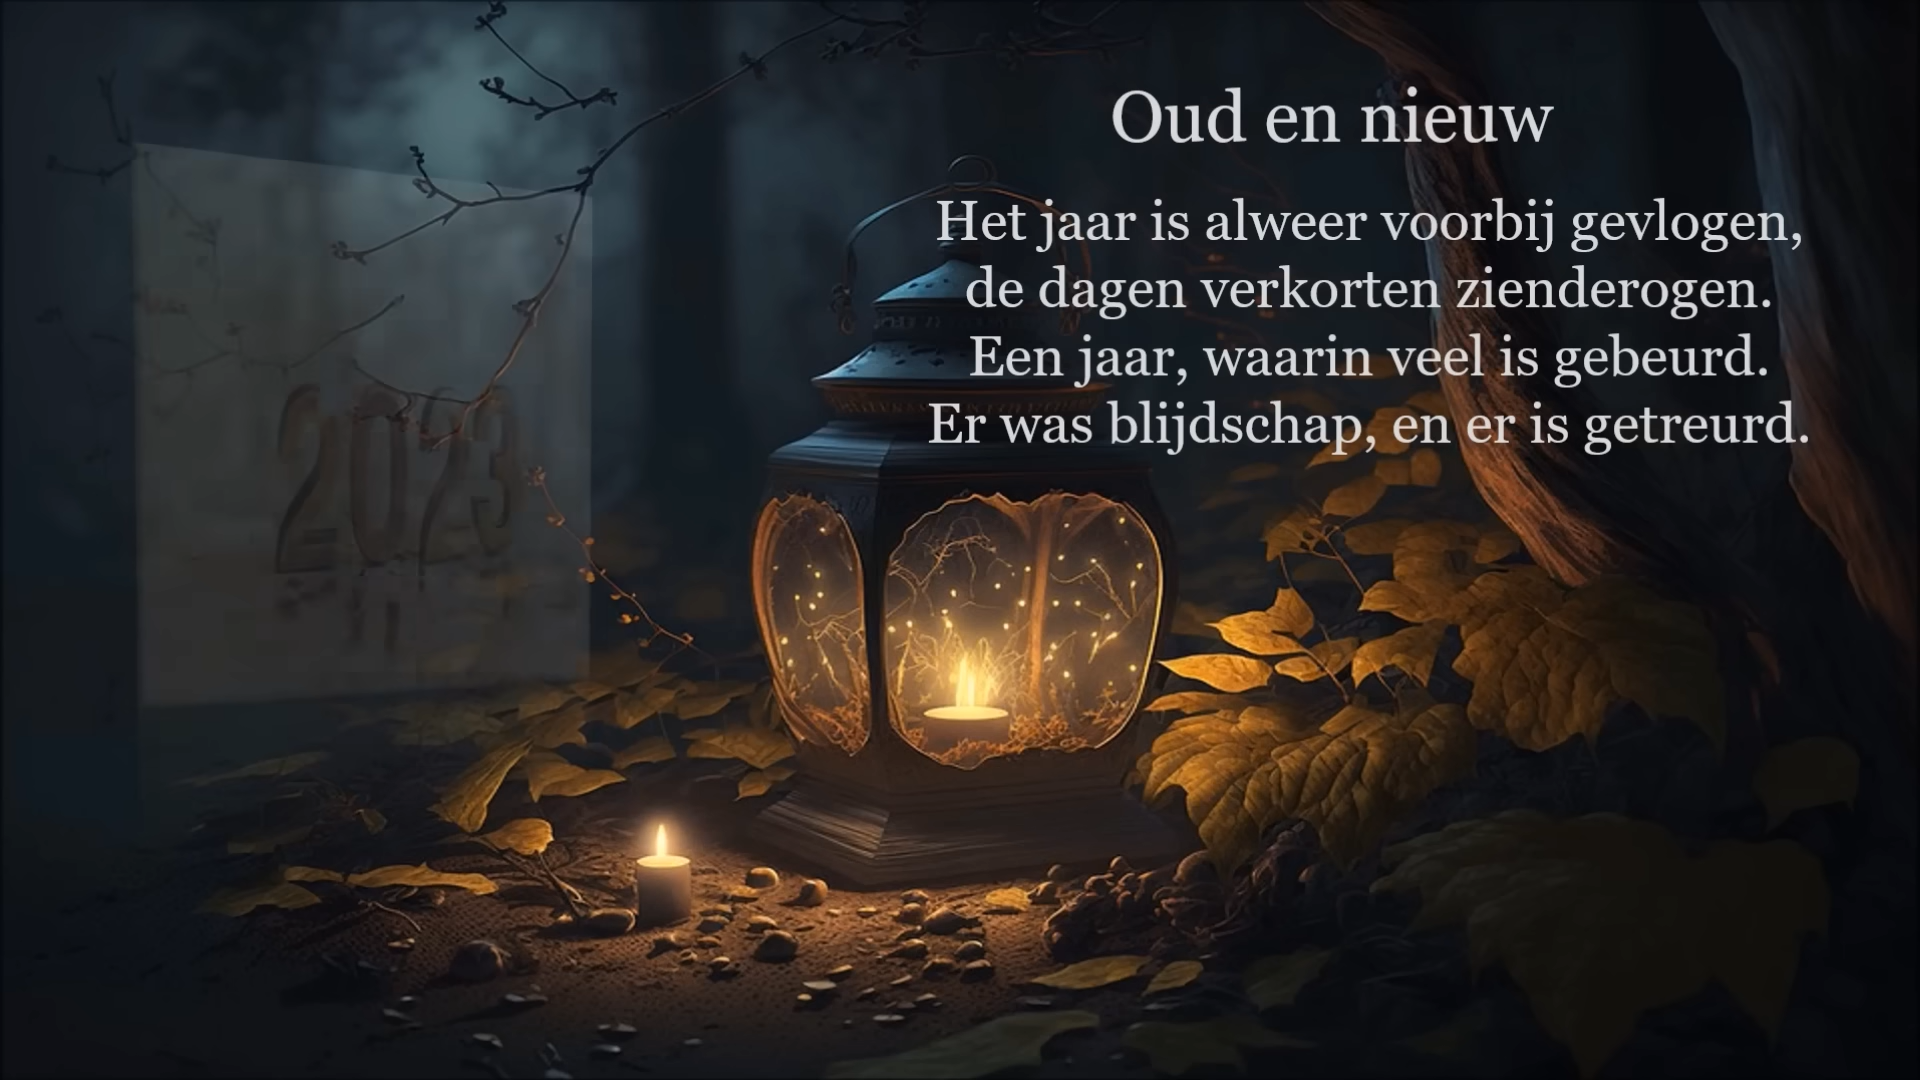 Oud en nieuw
Het jaar is alweer voorbij gevlogen,
de dagen verkorten zienderogen.
Een jaar, waarin veel is gebeurd.
Er was blijdschap, en er is getreurd.
2023